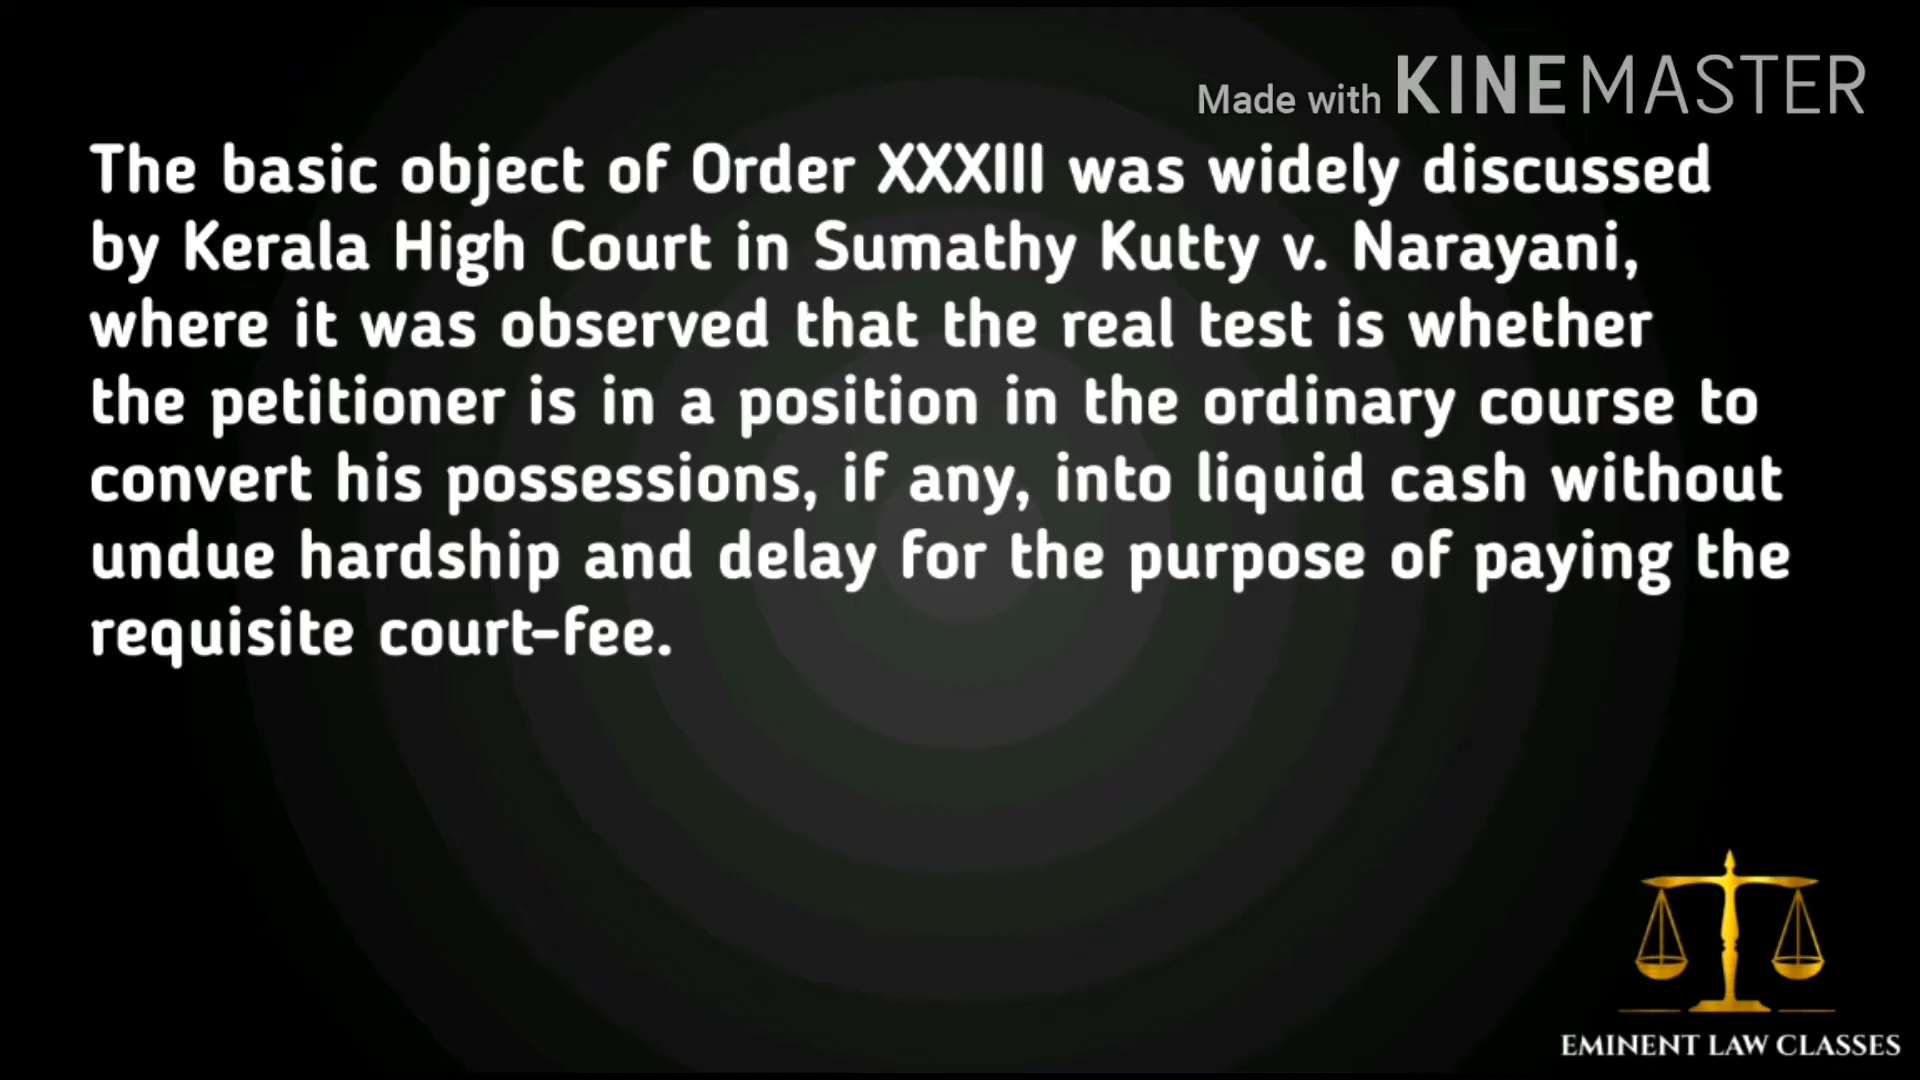 Made with KINEMASTER
The basic object of Order XXXIII was widely discussed
by Kerala High Court in Sumathy Kutty v. Narayani,
where it was observed that the real test is whether
the petitioner is in a position in the ordinary course to
convert his possessions, if any, into liquid cash without
undue hardship and delay for the purpose of paying the
requisite court-fee.
EMINENT LAW CLASSES